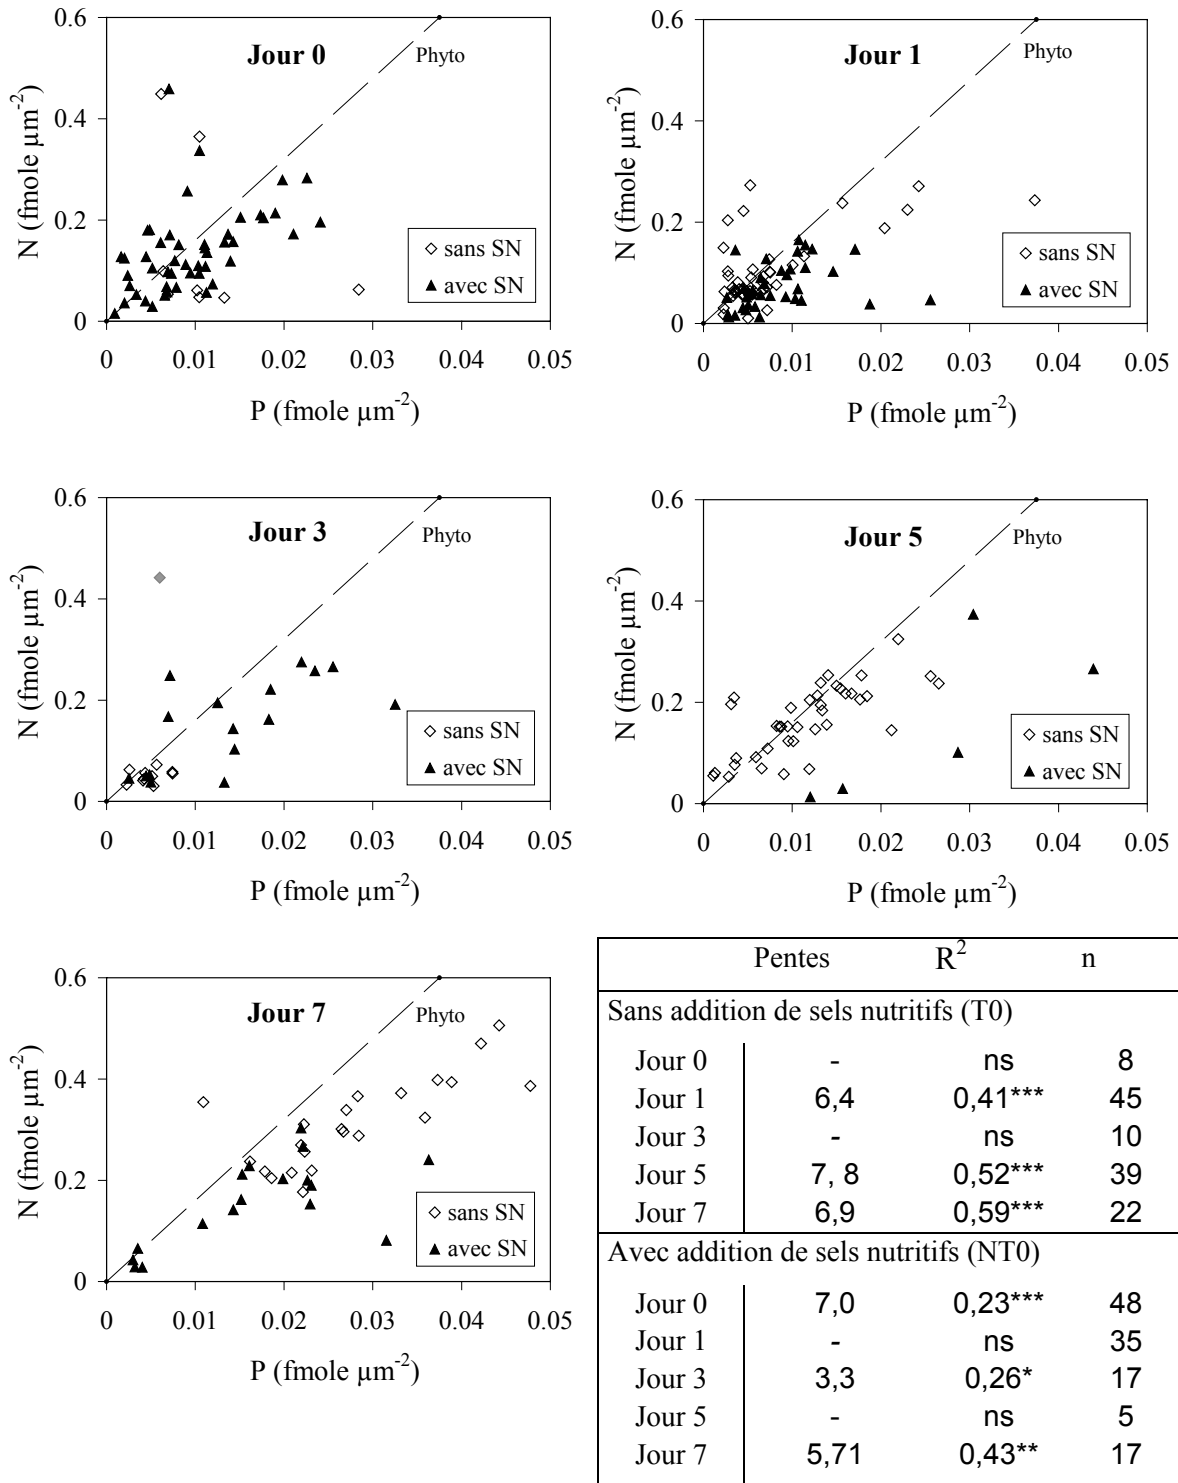 Jour 0
Phyto
N (fmole µm-2)
0.6
0.4
0.2
0
sans SN
avec SN
0 0.01 0.02 0.03 0.04 0.05
P (fmole µm-2)
Jour 1
Phyto
N (fmole µm-2)
0.6
0.4
0.2
0
sans SN
avec SN
0 0.01 0.02 0.03 0.04 0.05
P (fmole µm-2)
Jour 3
Phyto
N (fmole µm-2)
0.6
0.4
0.2
0
sans SN
avec SN
0 0.01 0.02 0.03 0.04 0.05
P (fmole µm-2)
Jour 5
Phyto
N (fmole µm-2)
0.6
0.4
0.2
0
sans SN
avec SN
0 0.01 0.02 0.03 0.04 0.05
P (fmole µm-2)
Jour 7
Phyto
N (fmole µm-2)
0.6
0.4
0.2
0
sans SN
avec SN
0 0.01 0.02 0.03 0.04 0.05
P (fmole µm-2)
Pentes R2 n
Sans addition de sels nutritifs (T0)
Jour 0 - ns 8
Jour 1 6,4 0,41*** 45
Jour 3 - ns 10
Jour 5 7, 8 0,52*** 39
Jour 7 6,9 0,59*** 22
Avec addition de sels nutritifs (NT0)
Jour 0 7,0 0,23*** 48
Jour 1 - ns 35
Jour 3 3,3 0,26* 17
Jour 5 - ns 5
Jour 7 5,71 0,43** 17